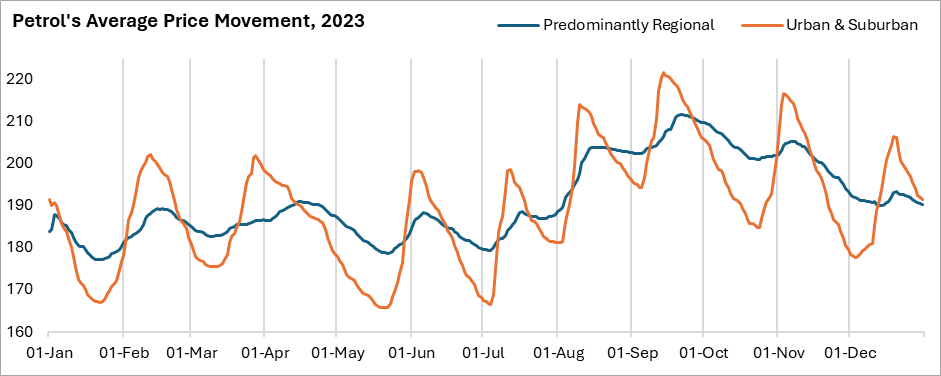 Petrol's Average Price Movement, 2023
Predominantly Regional
Urban & Suburban
220
210
200
190
180
170
160
01-Jan 01-Feb 01-Mar 01-Apr 01-May 01-Jun 01-Jul 01-Aug 01-Sep 01-Oct 01-Nov 01-Dec